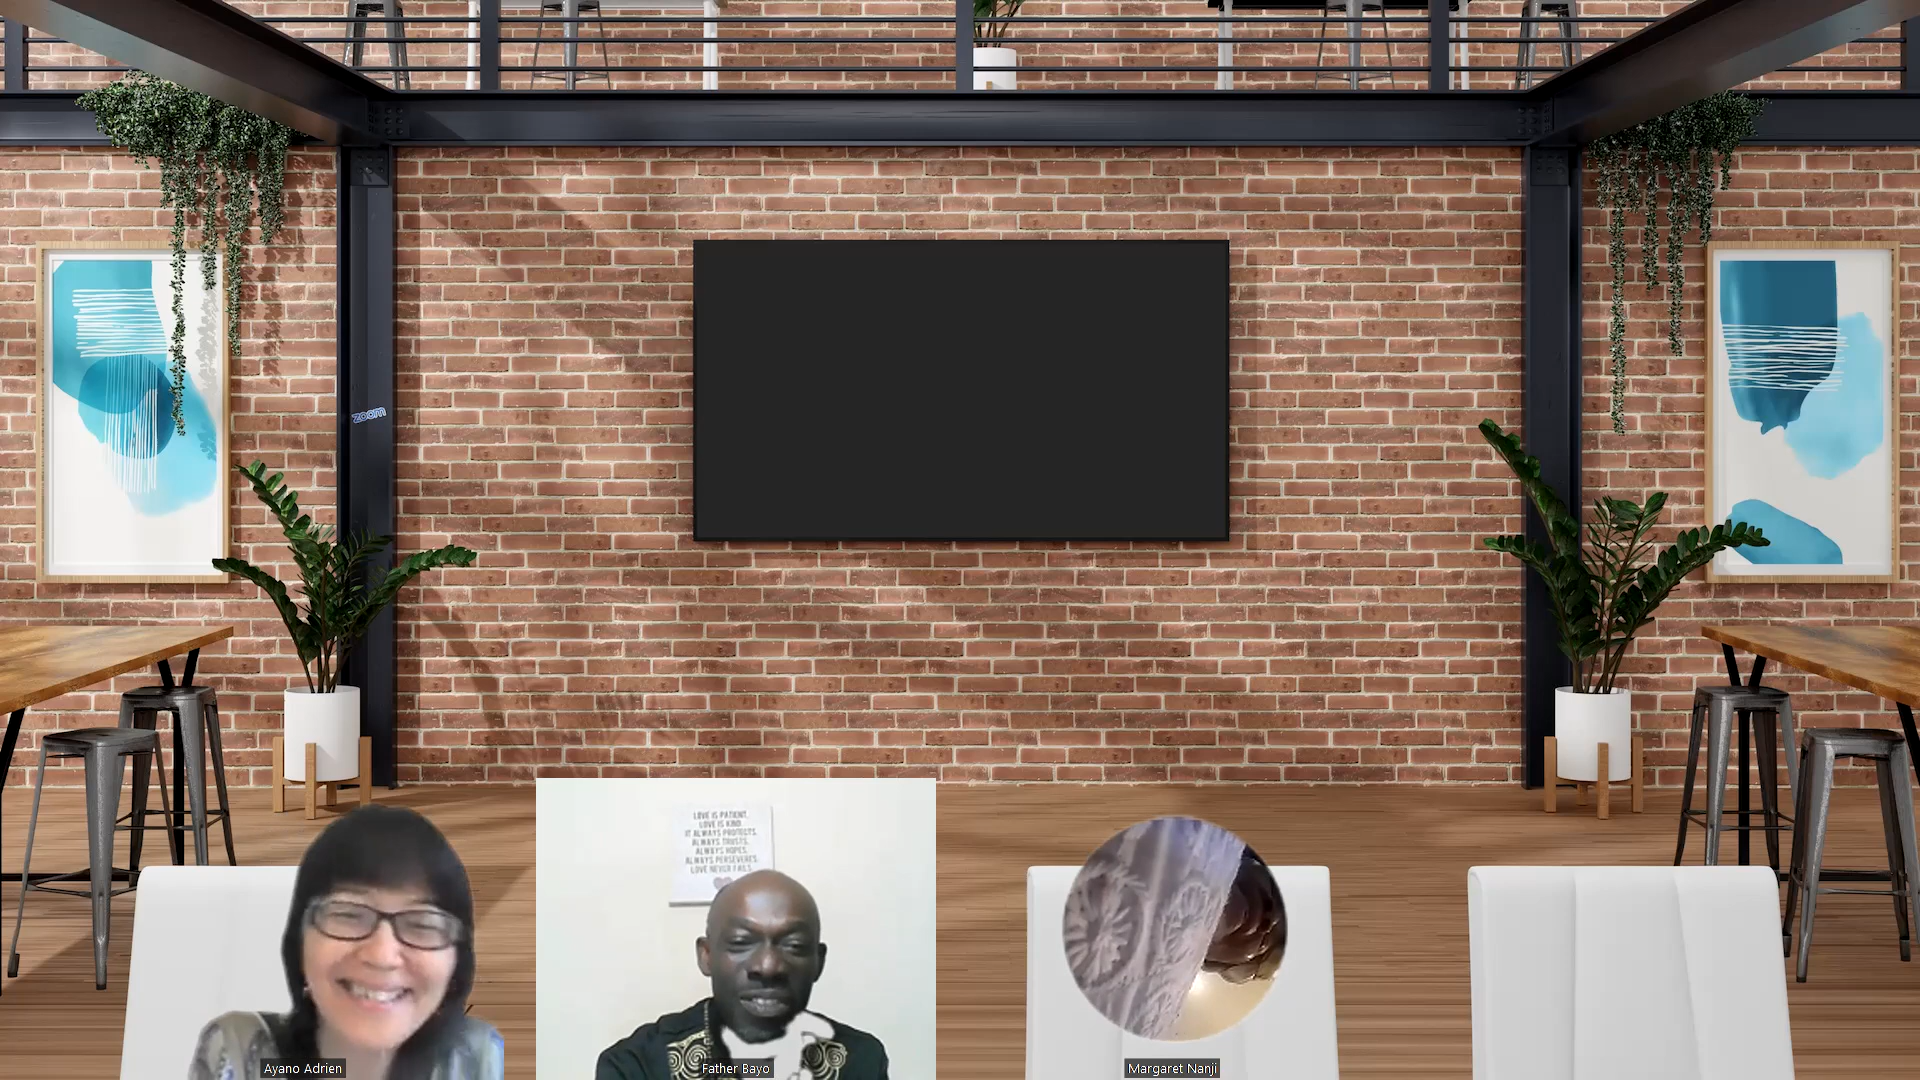 zoom
LOVE IS PATIENT,
LOVE IS KIND.
IT ALWAYS PROTECTS,
ALWAYS TRUSTS,
ALWAYS HOPES,
ALWAYS PERSEVERES.
LOVE NEVER FAILS.
Ayano Adrien
Father Bayo
Margaret Nanji